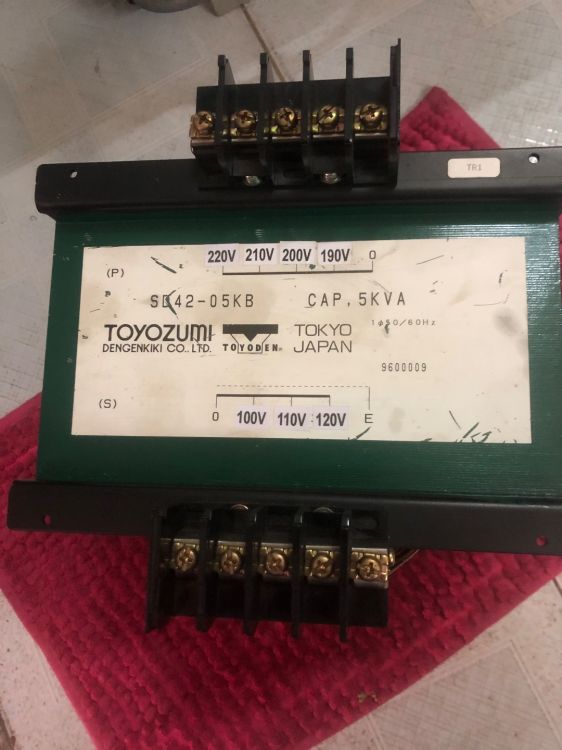 TR1
220V 210V 200V 190V 0
(P)
SD42-05KB CAP, 5KVA
1φ50/60Hz
TOYOZUMI
DENGENKIKI CO., LTD.
TOYODEN®
TOKYO
JAPAN
9600009
(S)
0 100V 110V 120V E